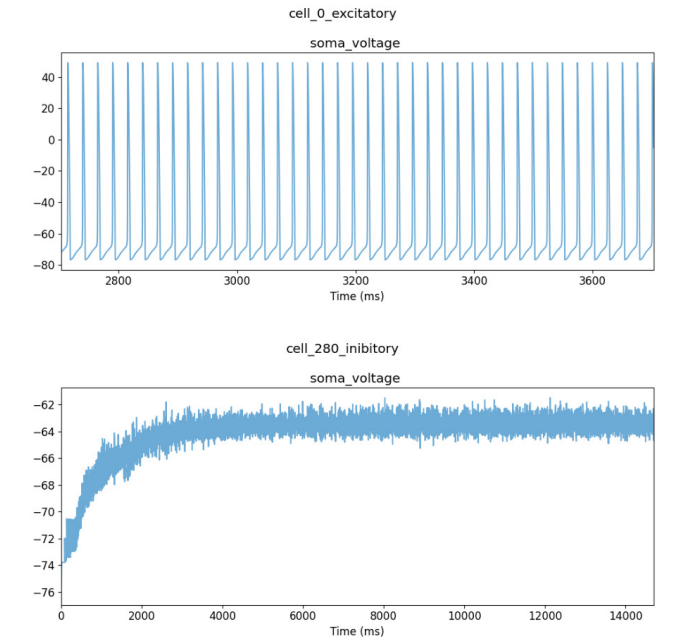 cell_0_excitatory
soma_voltage
40
20
0
−20
−40
−60
−80
2800 3000 3200 3400 3600
Time (ms)
cell_280_inibitory
soma_voltage
−62
−64
−66
−68
−70
−72
−74
−76
0 2000 4000 6000 8000 10000 12000 14000
Time (ms)